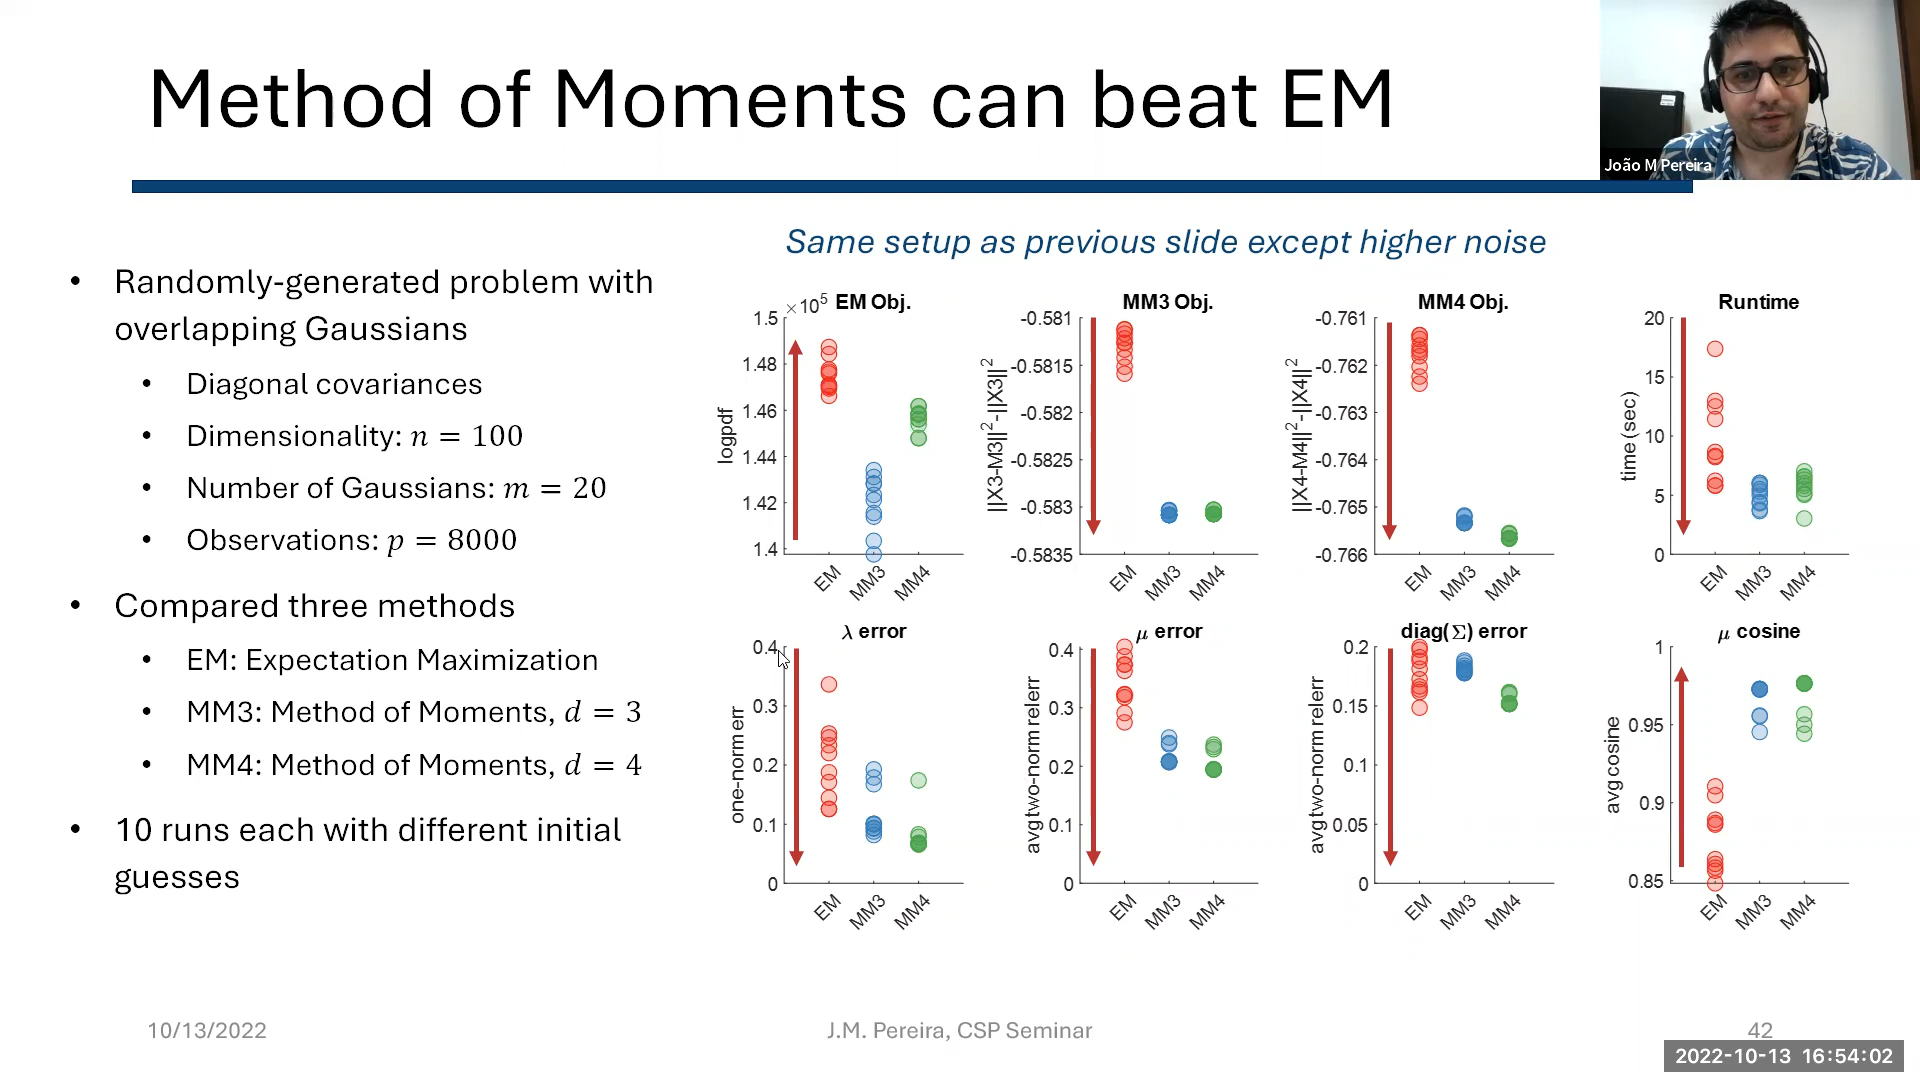 Method of Moments can beat EM
João M Pereira
Same setup as previous slide except higher noise
• Randomly-generated problem with
overlapping Gaussians
• Diagonal covariances
• Dimensionality: n = 100
• Number of Gaussians: m = 20
• Observations: p = 8000
• Compared three methods
• EM: Expectation Maximization
• MM3: Method of Moments, d = 3
• MM4: Method of Moments, d = 4
• 10 runs each with different initial
guesses
×10⁵ EM Obj.
logpdf
1.5
1.48
1.46
1.44
1.42
1.4
EM MM3 MM4
MM3 Obj.
||X3-M3||²-||X3||²
-0.581
-0.5815
-0.582
-0.5825
-0.583
-0.5835
EM MM3 MM4
MM4 Obj.
||X4-M4||²-||X4||²
-0.761
-0.762
-0.763
-0.764
-0.765
-0.766
EM MM3 MM4
Runtime
time (sec)
20
15
10
5
0
EM MM3 MM4
λ error
one-norm err
0.4
0.3
0.2
0.1
0
EM MM3 MM4
μ error
avg two-norm relerr
0.4
0.3
0.2
0.1
0
EM MM3 MM4
diag(Σ) error
avg two-norm relerr
0.2
0.15
0.1
0.05
0
EM MM3 MM4
μ cosine
avg cosine
1
0.95
0.9
0.85
EM MM3 MM4
10/13/2022
J.M. Pereira, CSP Seminar
42
2022-10-13 16:54:02